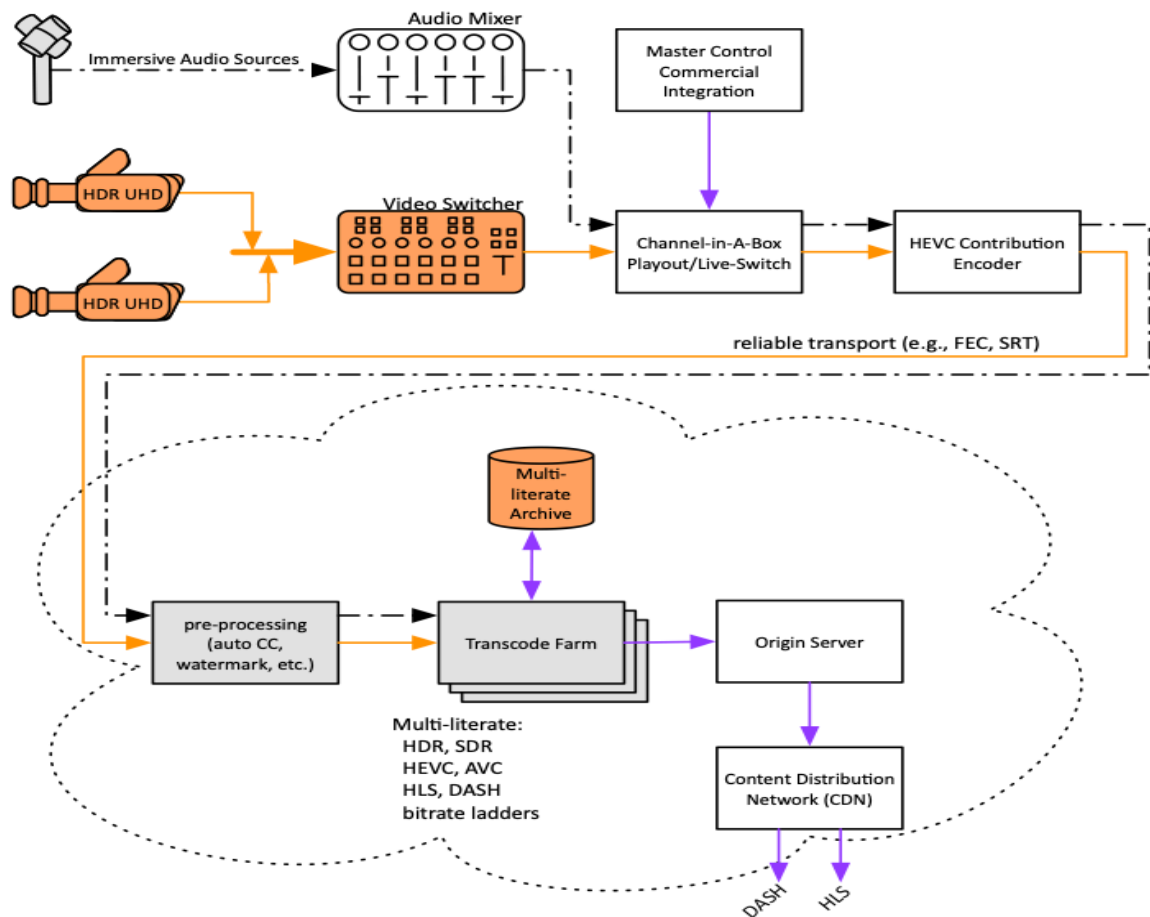 Audio Mixer
Immersive Audio Sources
Master Control
Commercial
Integration
HDR UHD
Video Switcher
HDR UHD
Channel-in-A-Box
Playout/Live-Switch
HEVC Contribution
Encoder
reliable transport (e.g., FEC, SRT)
Multi-
literate
Archive
pre-processing
(auto CC,
watermark, etc.)
Transcode Farm
Origin Server
Multi-literate:
HDR, SDR
HEVC, AVC
HLS, DASH
bitrate ladders
Content Distribution
Network (CDN)
DASH
HLS